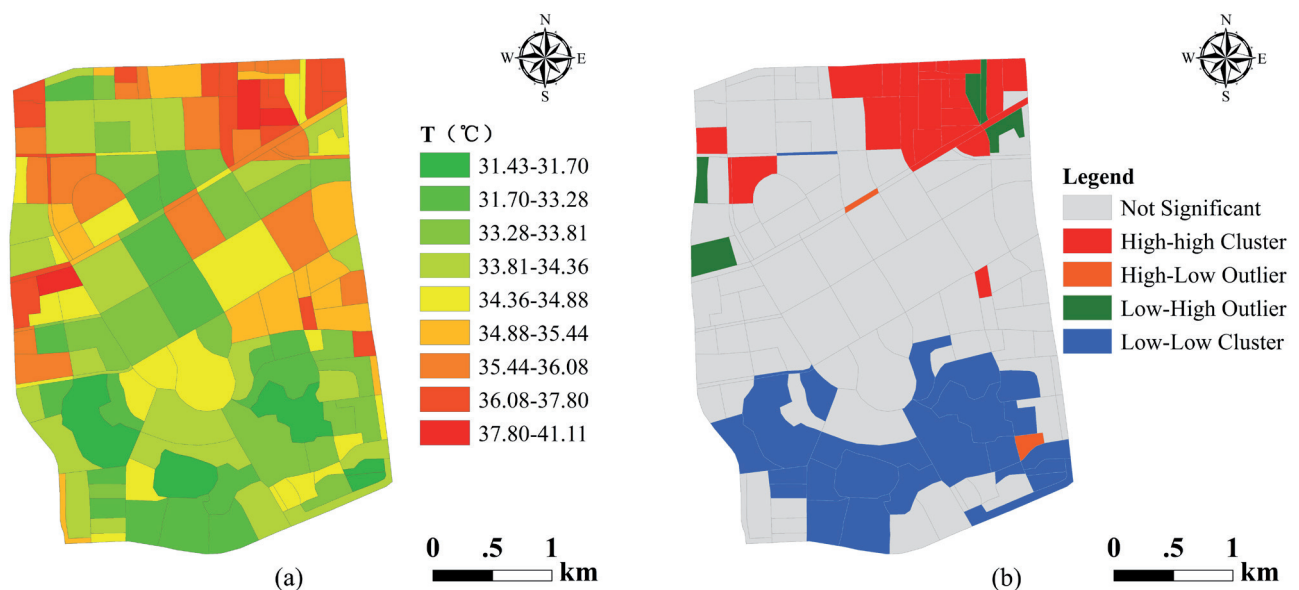 N
W E
S
T（℃）
31.43-31.70
31.70-33.28
33.28-33.81
33.81-34.36
34.36-34.88
34.88-35.44
35.44-36.08
36.08-37.80
37.80-41.11
0 .5 1
km
(a)
N
W E
S
Legend
Not Significant
High-high Cluster
High-Low Outlier
Low-High Outlier
Low-Low Cluster
0 .5 1
km
(b)